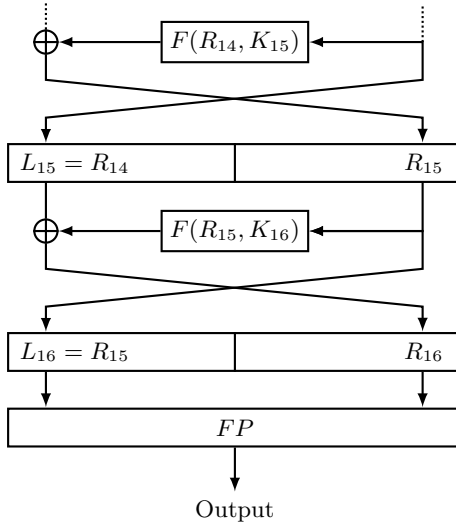 F(R₁₄, K₁₅)
L₁₅ = R₁₄ R₁₅
F(R₁₅, K₁₆)
L₁₆ = R₁₅ R₁₆
FP
Output